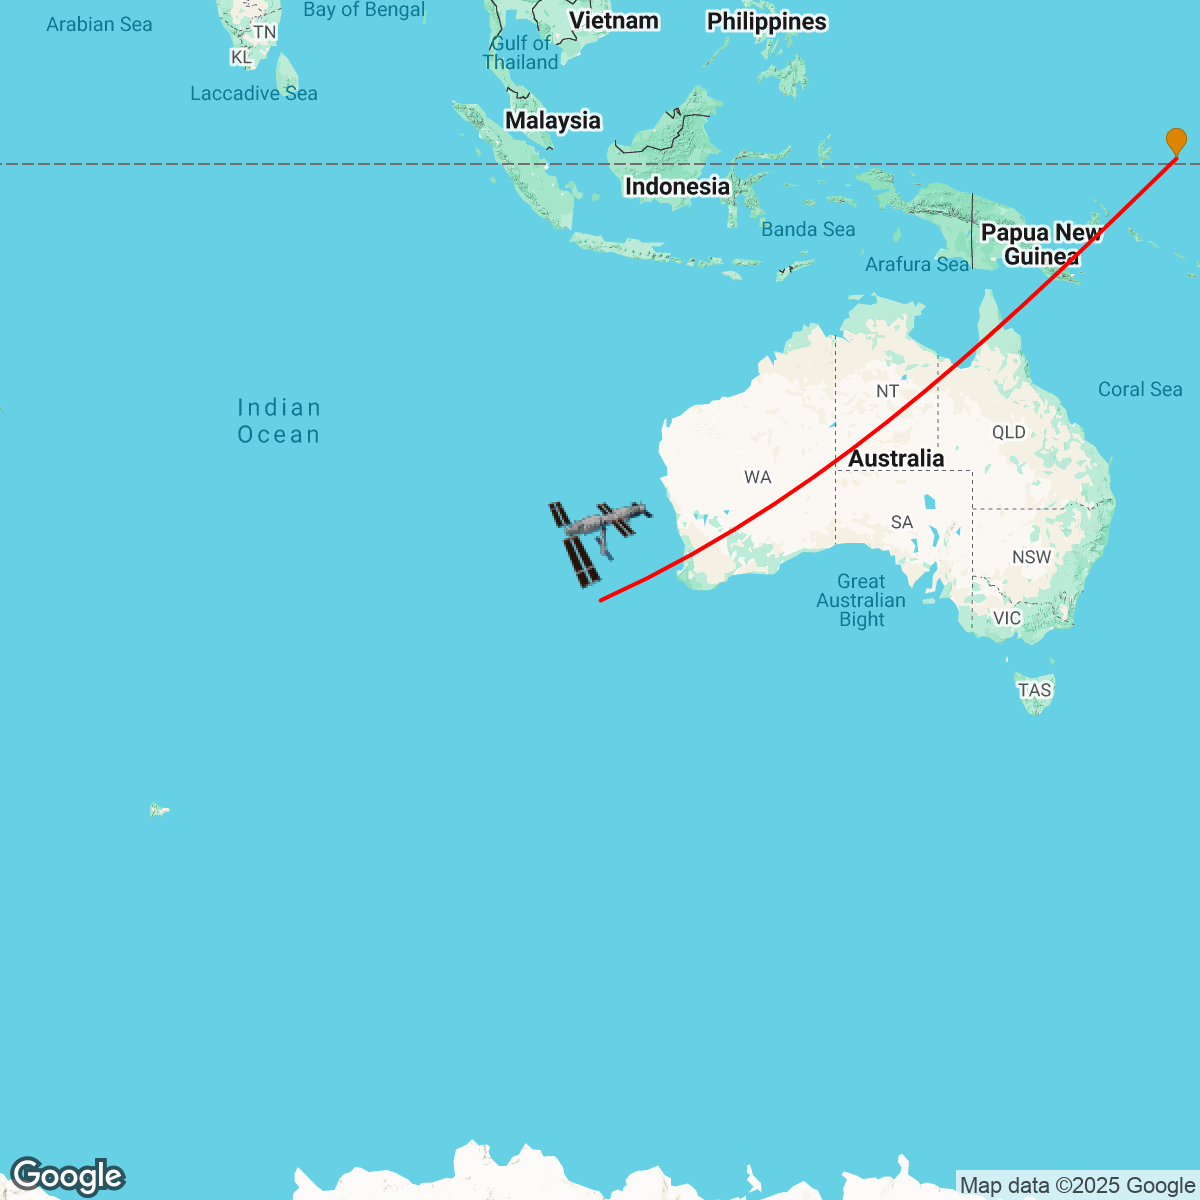 Arabian Sea
TN
KL
Bay of Bengal
Laccadive Sea
Vietnam
Philippines
Gulf of
Thailand
Malaysia
Indonesia
Banda Sea
Papua New
Guinea
Arafura Sea
Coral Sea
Indian
Ocean
NT
QLD
WA
Australia
SA
NSW
Great
Australian
Bight
VIC
TAS
Google
Map data ©2025 Google